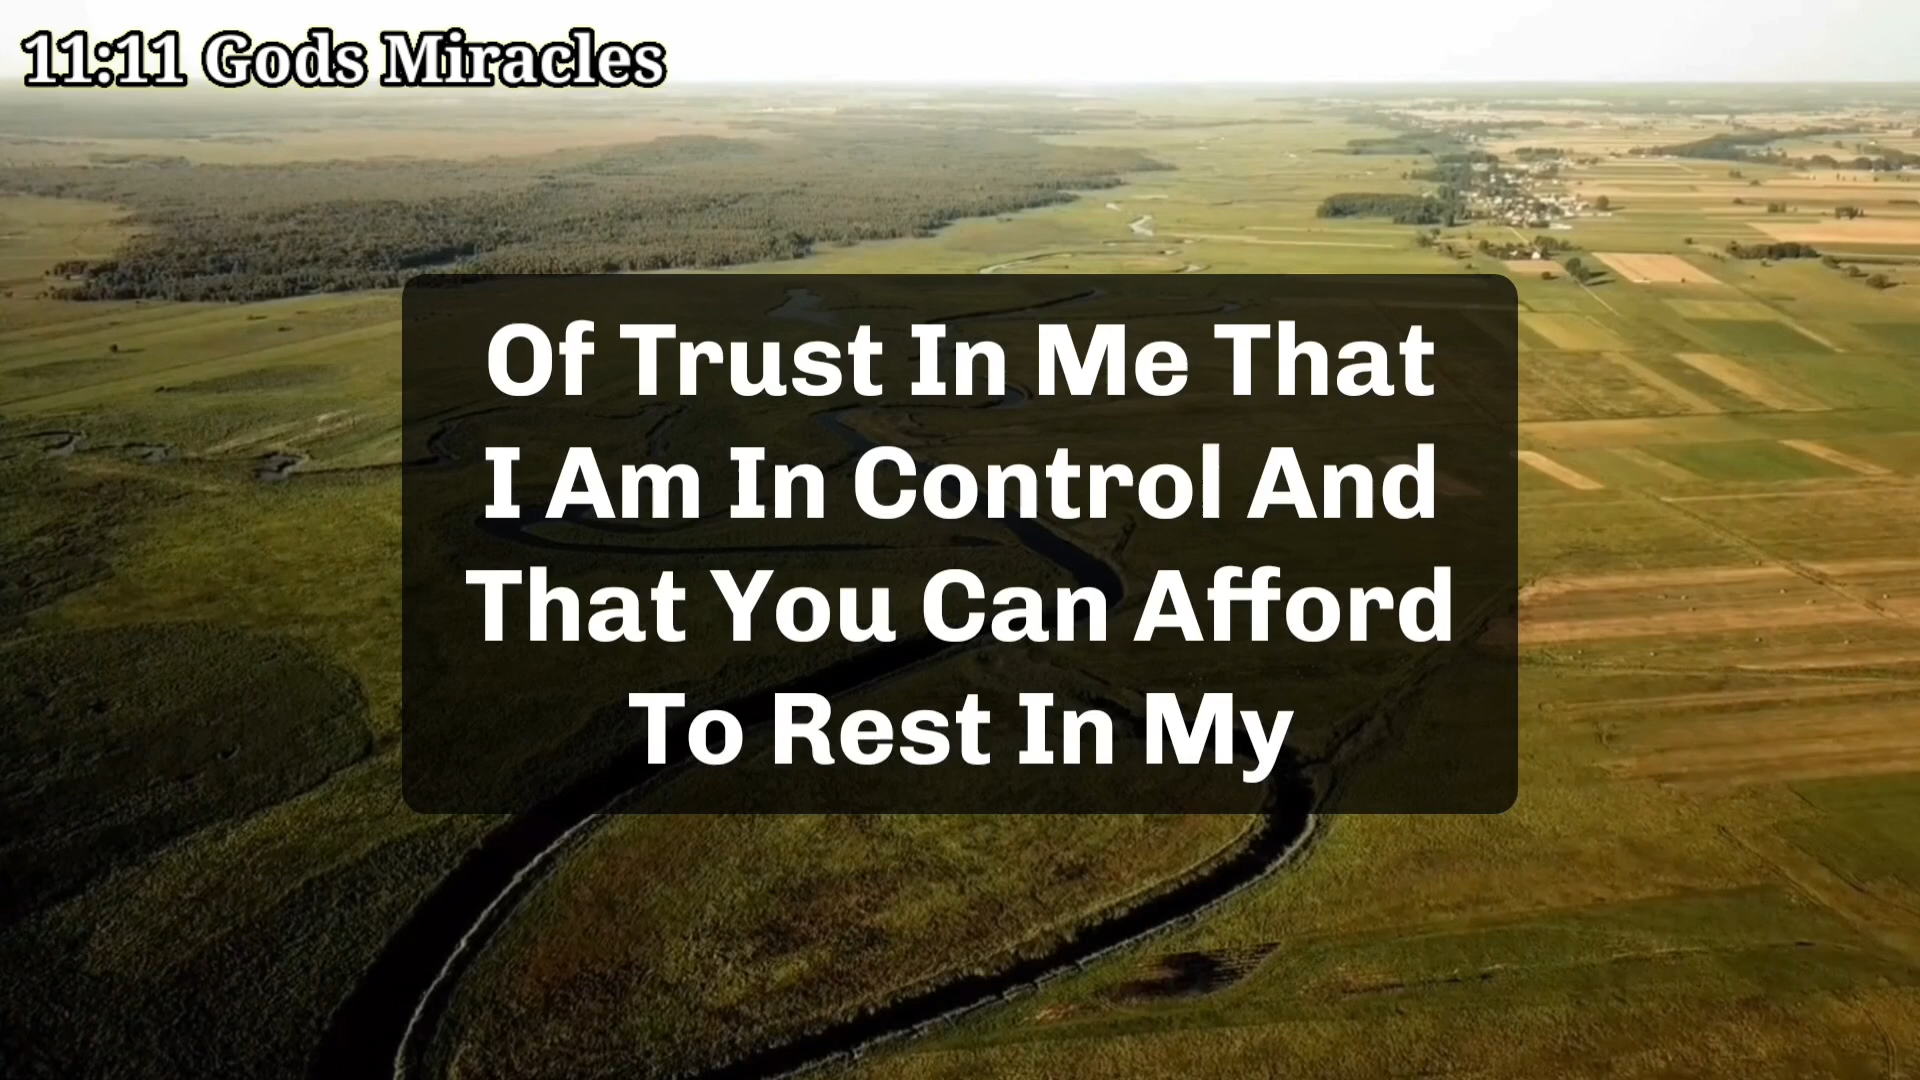 11:11 Gods Miracles
Of Trust In Me That
I Am In Control And
That You Can Afford
To Rest In My